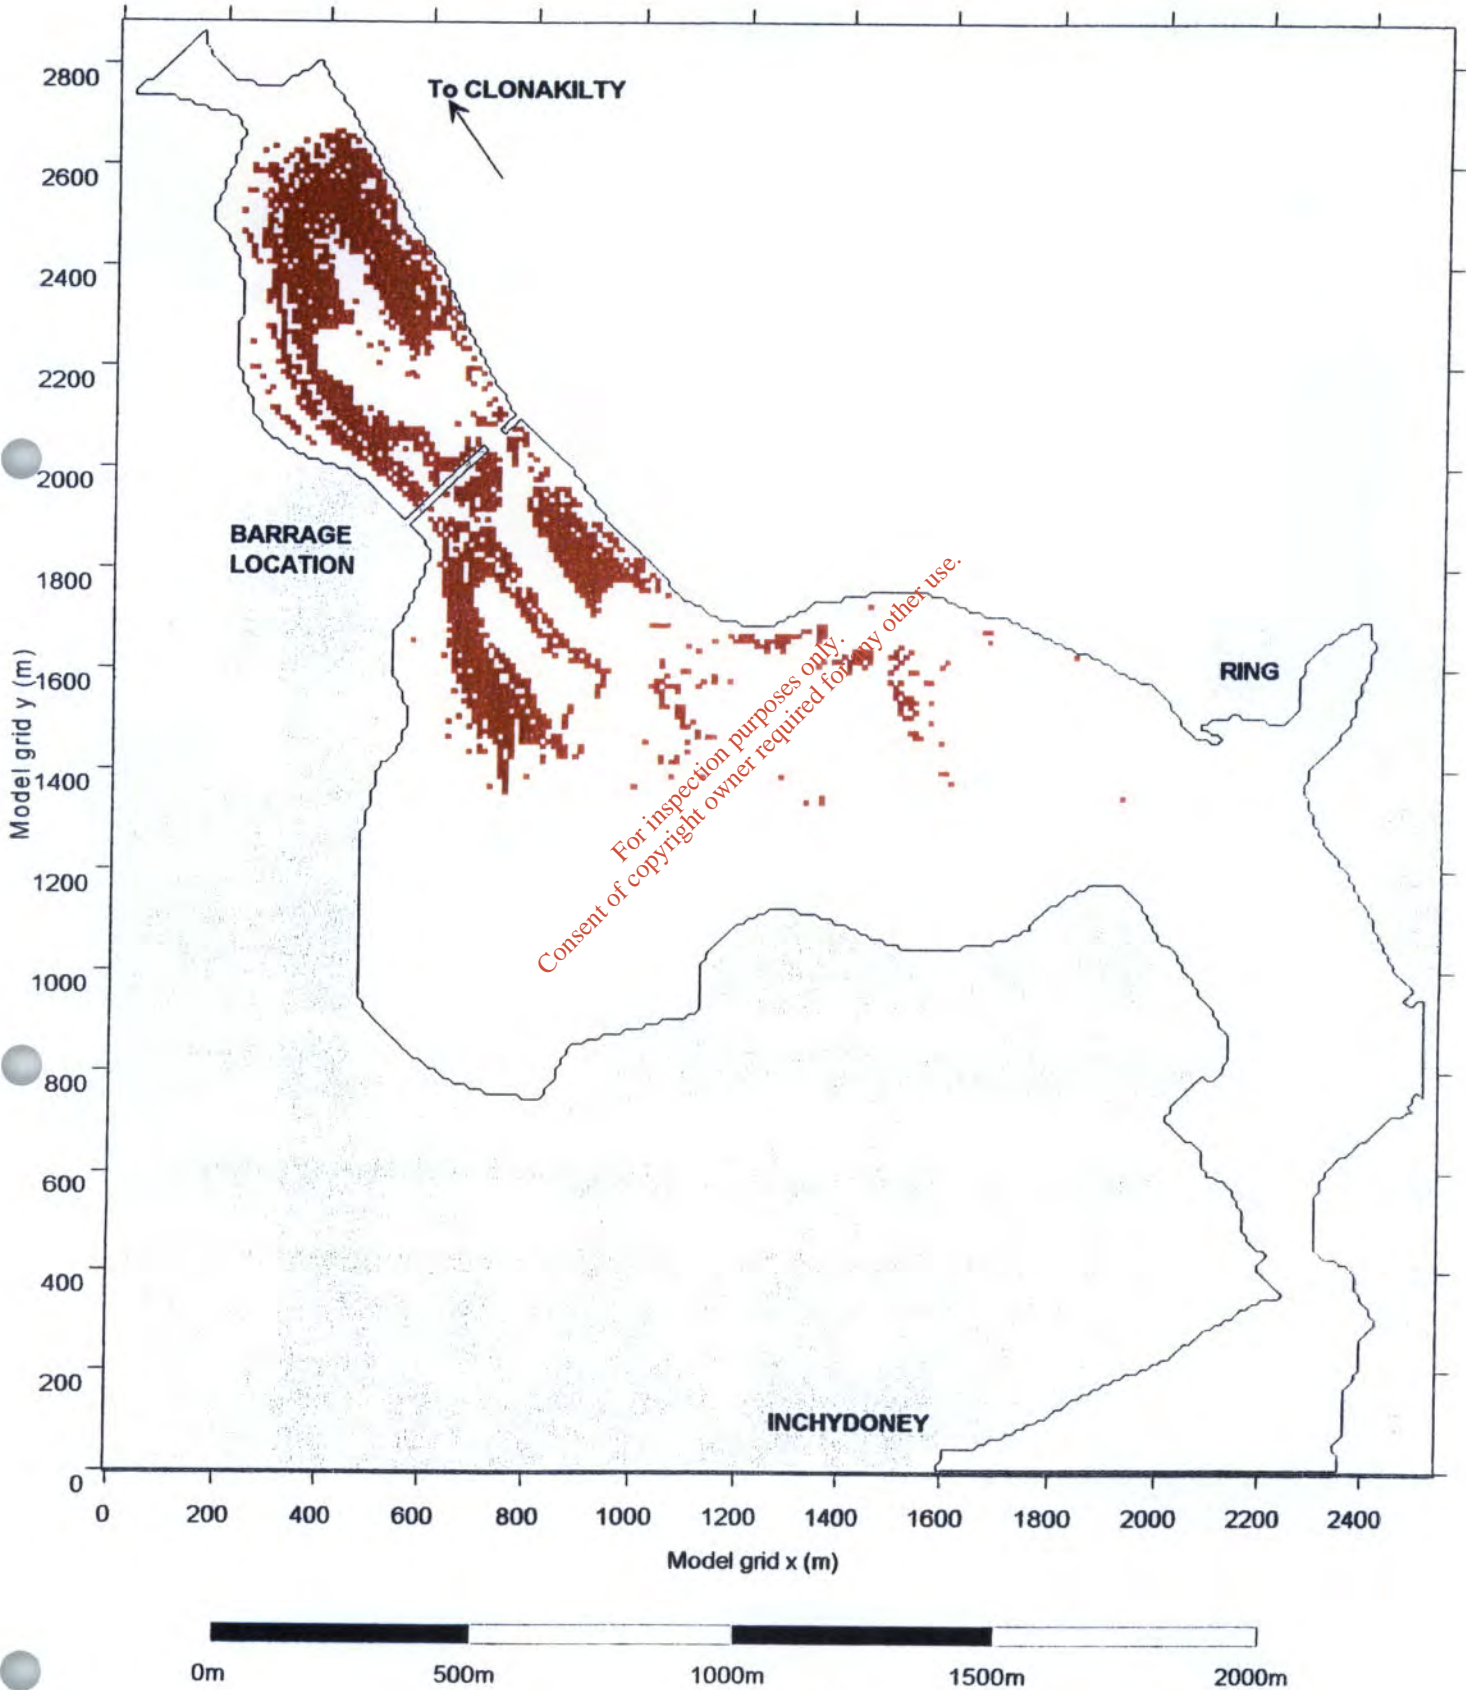 To CLONAKILTY
2800
2600
2400
2200
2000
BARRAGE
LOCATION
1800
1600
RING
1400
1200
1000
800
600
400
200
0
Model grid y (m)
For inspection purposes only.
Consent of copyright owner required for any other use.
INCHYDONEY
0 200 400 600 800 1000 1200 1400 1600 1800 2000 2200 2400
Model grid x (m)
0m 500m 1000m 1500m 2000m